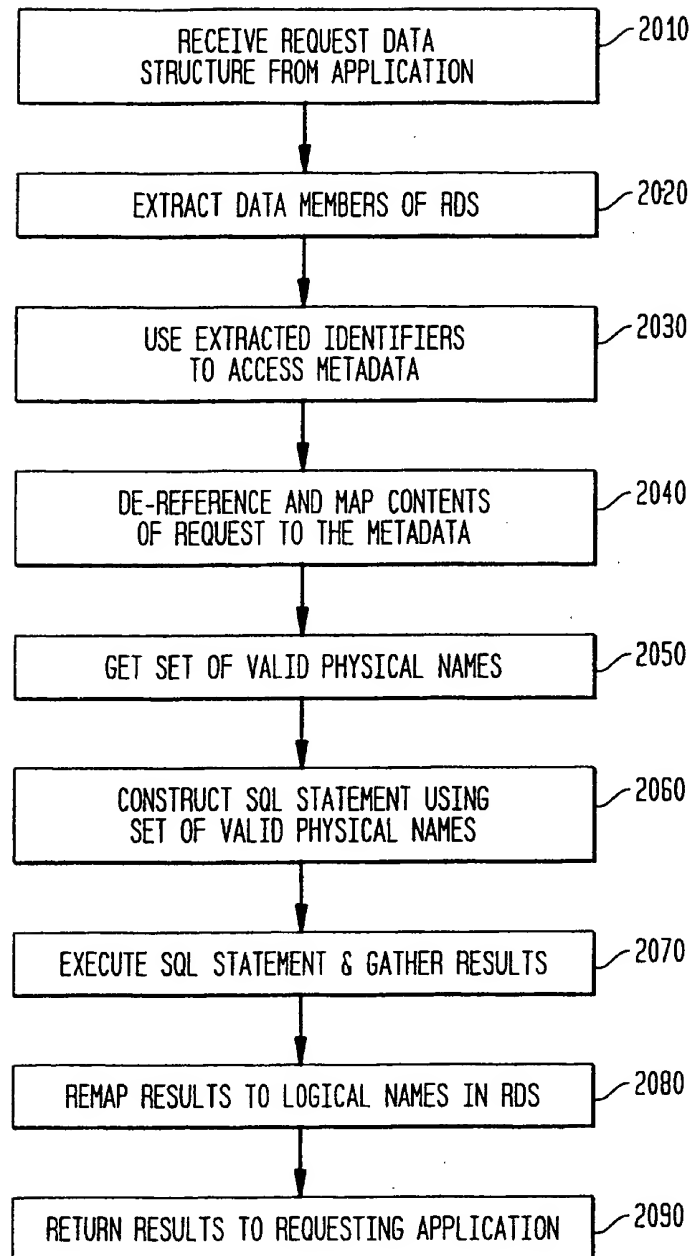 RECEIVE REQUEST DATA
STRUCTURE FROM APPLICATION
2010
EXTRACT DATA MEMBERS OF RDS
2020
USE EXTRACTED IDENTIFIERS
TO ACCESS METADATA
2030
DE-REFERENCE AND MAP CONTENTS
OF REQUEST TO THE METADATA
2040
GET SET OF VALID PHYSICAL NAMES
2050
CONSTRUCT SQL STATEMENT USING
SET OF VALID PHYSICAL NAMES
2060
EXECUTE SQL STATEMENT & GATHER RESULTS
2070
REMAP RESULTS TO LOGICAL NAMES IN RDS
2080
RETURN RESULTS TO REQUESTING APPLICATION
2090